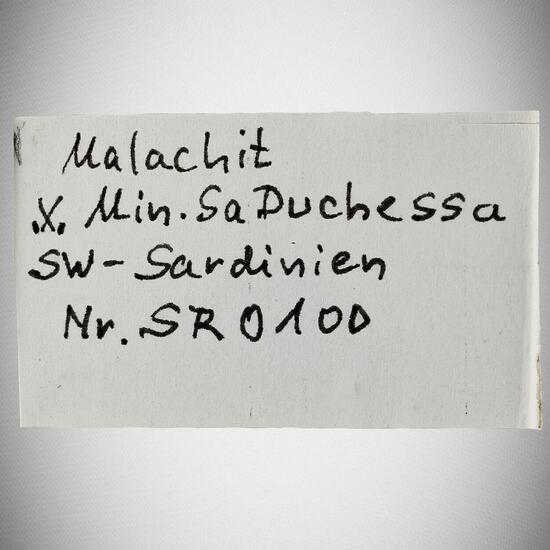 Malachit
.X. Min. Sa Duchessa
SW-Sardinien
Nr. SR0100